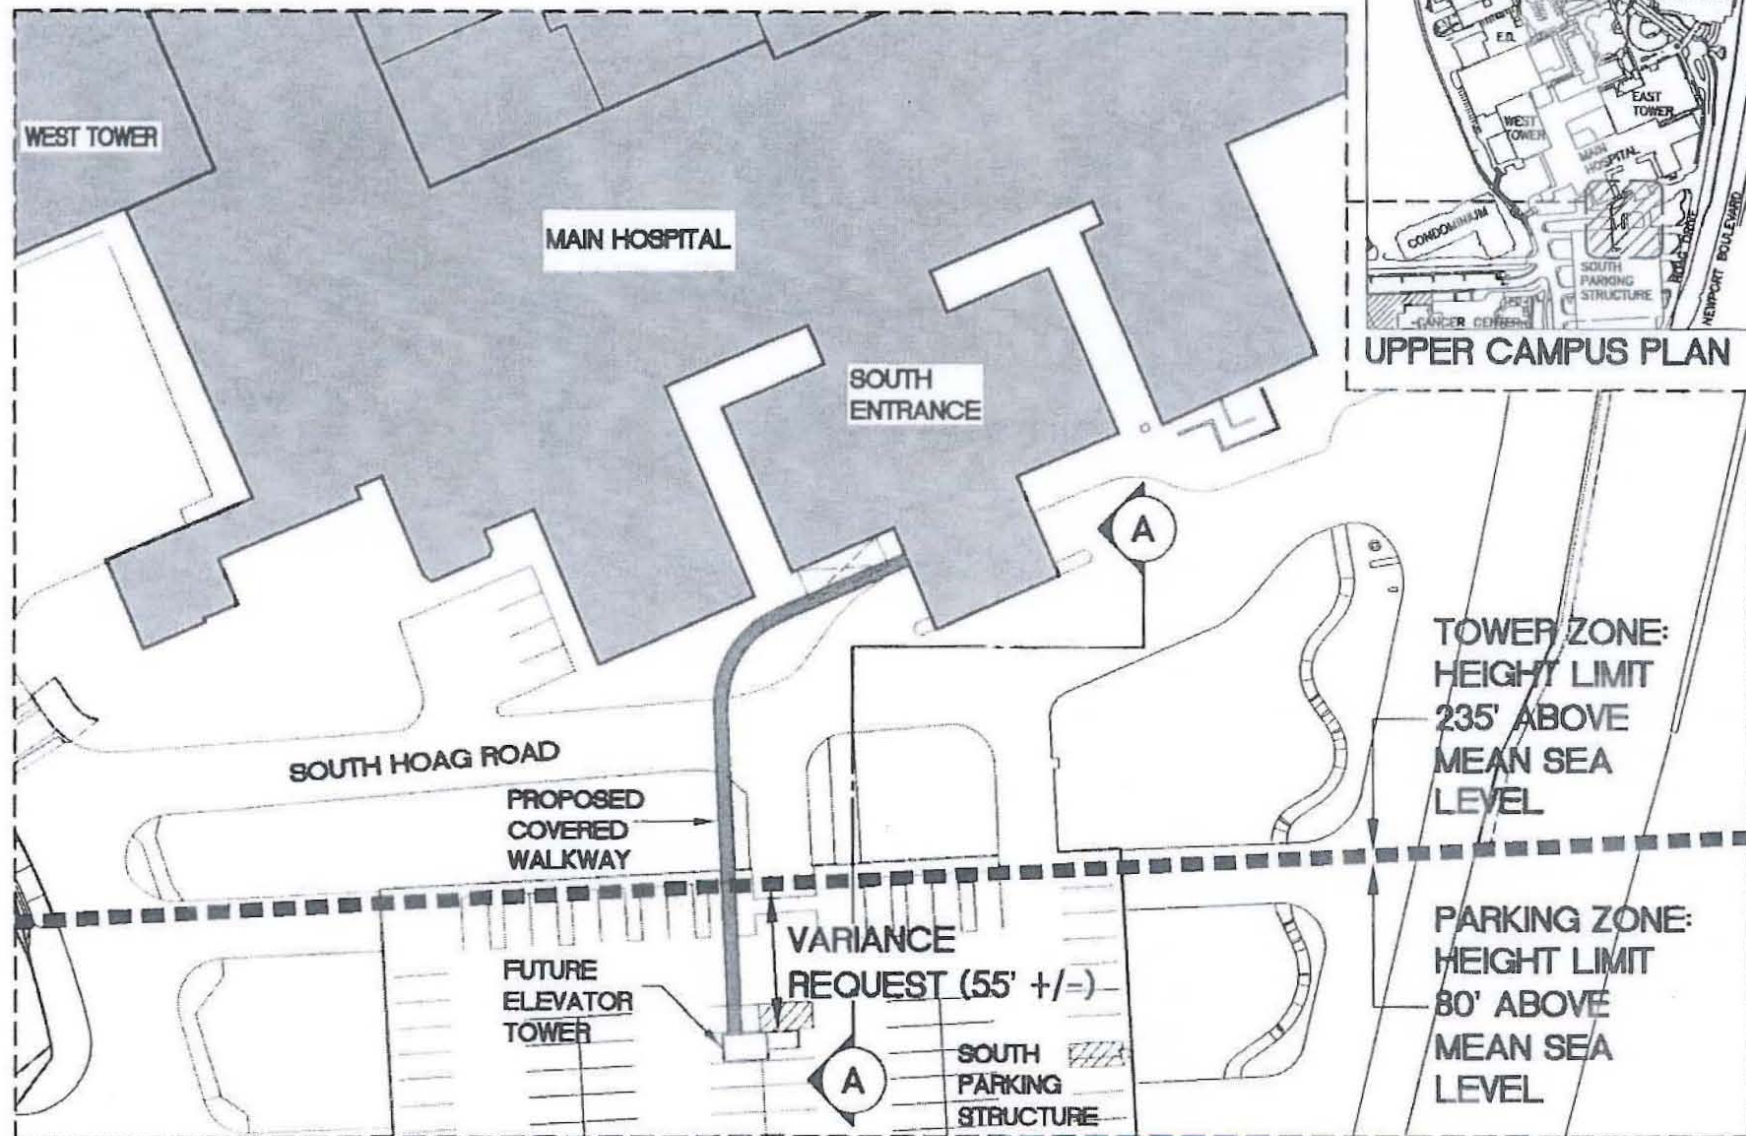 WEST TOWER
MAIN HOSPITAL
SOUTH
ENTRANCE
A
SOUTH HOAG ROAD
PROPOSED
COVERED
WALKWAY
FUTURE
ELEVATOR
TOWER
VARIANCE
REQUEST (55' +/-)
A
SOUTH
PARKING
STRUCTURE
TOWER ZONE:
HEIGHT LIMIT
235' ABOVE
MEAN SEA
LEVEL
PARKING ZONE:
HEIGHT LIMIT
80' ABOVE
MEAN SEA
LEVEL
E.D.
EAST
TOWER
WEST
TOWER
MAIN
HOSPITAL
CONDOMINIUM
SOUTH
PARKING
STRUCTURE
NEWPORT BOULEVARD
CANCER CENTER
UPPER CAMPUS PLAN